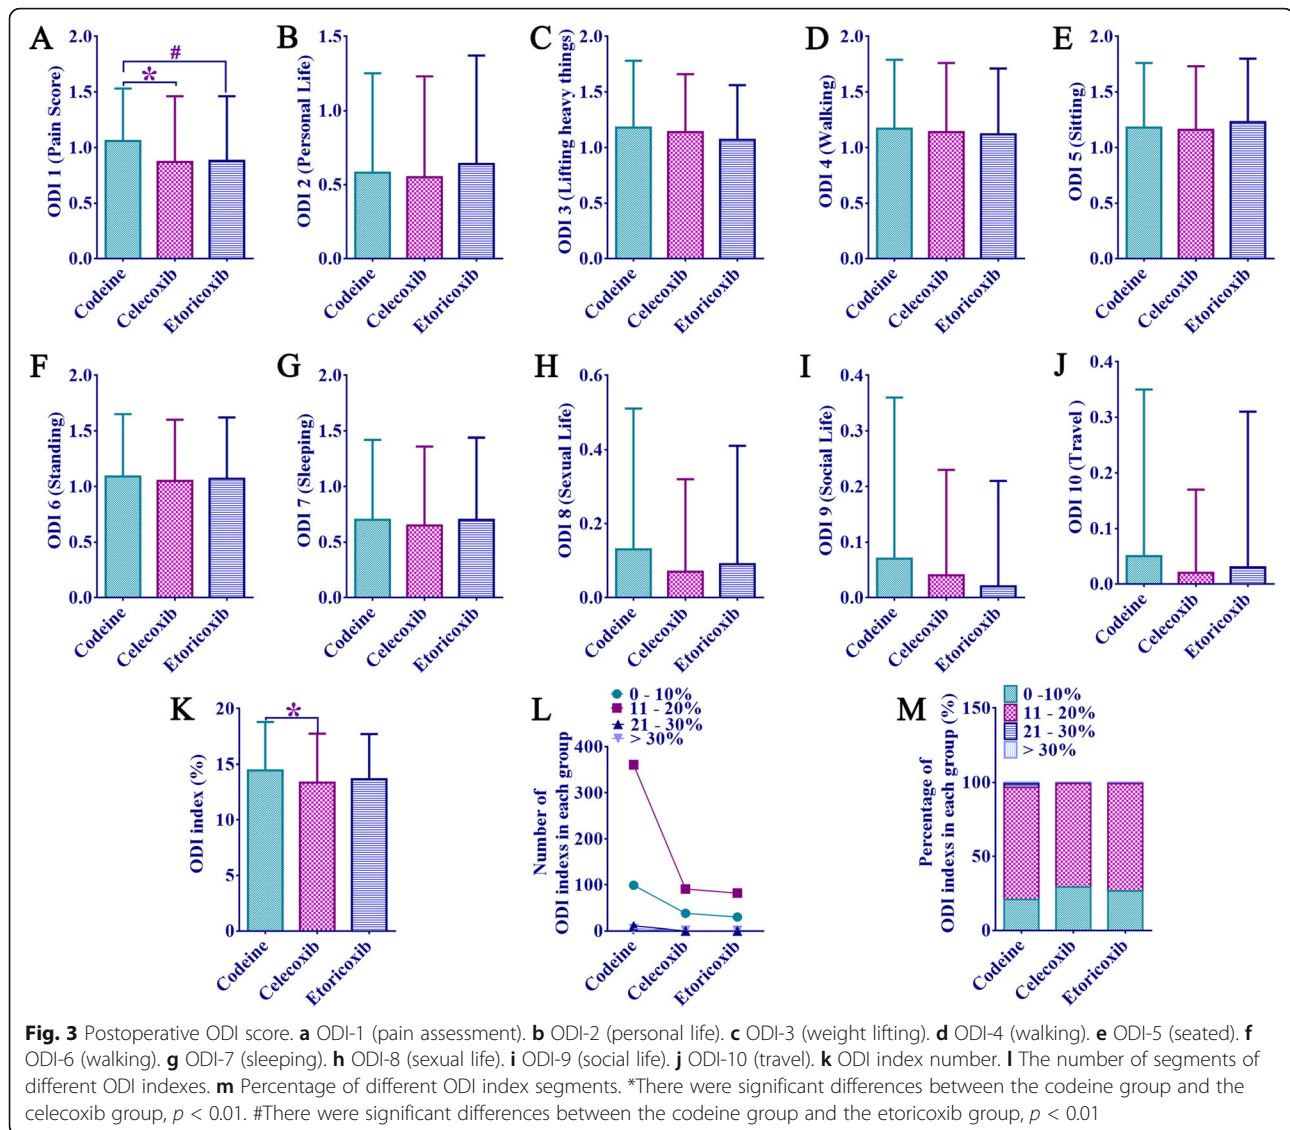 A
ODI 1 (Pain Score)
2.0
1.5
1.0
0.5
0.0
#
*
Codeine
Celecoxib
Etoricoxib
B
ODI 2 (Personal Life)
1.5
1.0
0.5
0.0
Codeine
Celecoxib
Etoricoxib
C
ODI 3 (Lifting heavy things)
2.0
1.5
1.0
0.5
0.0
Codeine
Celecoxib
Etoricoxib
D
ODI 4 (Walking)
2.0
1.5
1.0
0.5
0.0
Codeine
Celecoxib
Etoricoxib
E
ODI 5 (Sitting)
2.0
1.5
1.0
0.5
0.0
Codeine
Celecoxib
Etoricoxib
F
ODI 6 (Standing)
2.0
1.5
1.0
0.5
0.0
Codeine
Celecoxib
Etoricoxib
G
ODI 7 (Sleeping)
2.0
1.5
1.0
0.5
0.0
Codeine
Celecoxib
Etoricoxib
H
ODI 8 (Sexual Life)
0.6
0.4
0.2
0.0
Codeine
Celecoxib
Etoricoxib
I
ODI 9 (Social Life)
0.4
0.3
0.2
0.1
0.0
Codeine
Celecoxib
Etoricoxib
J
ODI 10 (Travel )
0.4
0.3
0.2
0.1
0.0
Codeine
Celecoxib
Etoricoxib
K
ODI index (%)
20
15
10
5
0
*
Codeine
Celecoxib
Etoricoxib
L
0 - 10%
11 - 20%
21 - 30%
> 30%
Number of
ODI indexs in each group
400
300
200
100
0
Codeine
Celecoxib
Etoricoxib
M
0 -10%
11 - 20%
21 - 30%
> 30%
Percentage of
ODI indexs in each group (%)
150
100
50
0
Codeine
Celecoxib
Etoricoxib
Fig. 3 Postoperative ODI score. a ODI-1 (pain assessment). b ODI-2 (personal life). c ODI-3 (weight lifting). d ODI-4 (walking). e ODI-5 (seated). f
ODI-6 (walking). g ODI-7 (sleeping). h ODI-8 (sexual life). i ODI-9 (social life). j ODI-10 (travel). k ODI index number. l The number of segments of
different ODI indexes. m Percentage of different ODI index segments. *There were significant differences between the codeine group and the
celecoxib group, p < 0.01. #There were significant differences between the codeine group and the etoricoxib group, p < 0.01